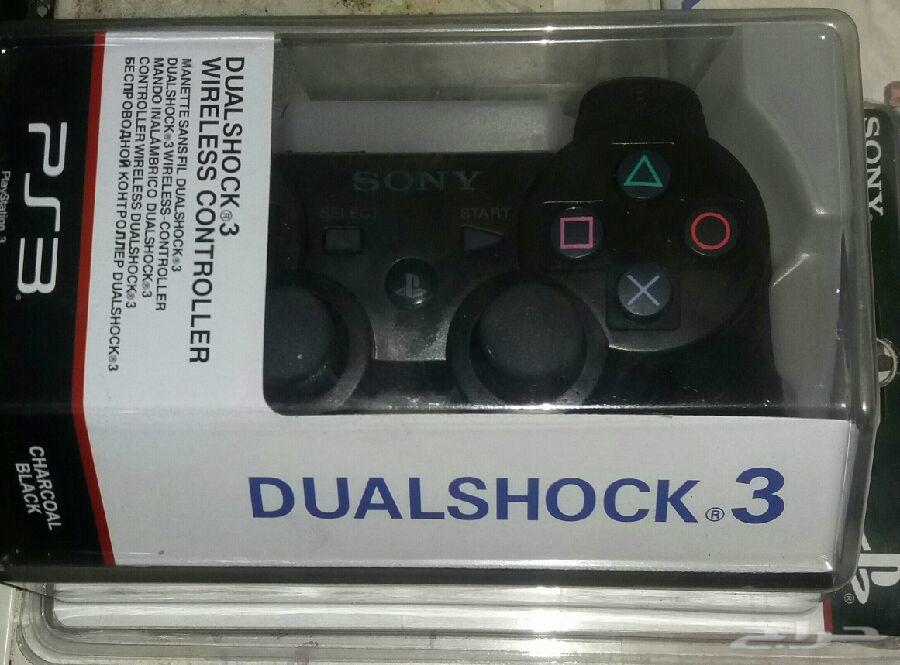 PS3
PlayStation 3
CHARCOAL
BLACK
DUALSHOCK®3
WIRELESS CONTROLLER
MANETTE SANS FIL DUALSHOCK®3
DUALSHOCK®3 WIRELESS-CONTROLLER
MANDO INALÁMBRICO DUALSHOCK®3
CONTROLLER WIRELESS DUALSHOCK®3
БЕСПРОВОДНОЙ КОНТРОЛЛЕР DUALSHOCK®3
SONY
SELECT
START
DUALSHOCK®3
SONY
حراج